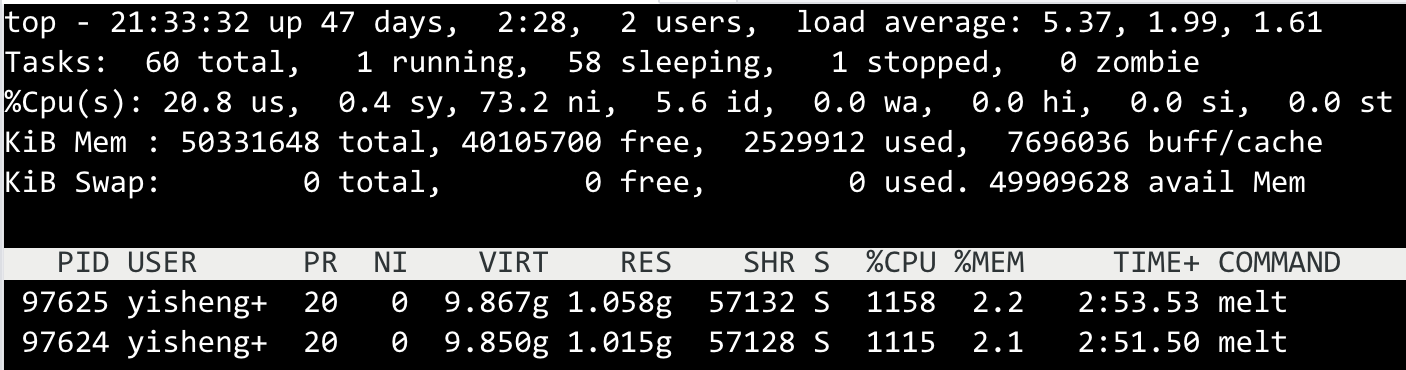 top - 21:33:32 up 47 days,  2:28,  2 users,  load average: 5.37, 1.99, 1.61
Tasks:  60 total,   1 running,  58 sleeping,   1 stopped,   0 zombie
%Cpu(s): 20.8 us,  0.4 sy, 73.2 ni,  5.6 id,  0.0 wa,  0.0 hi,  0.0 si,  0.0 st
KiB Mem : 50331648 total, 40105700 free,  2529912 used,  7696036 buff/cache
KiB Swap:        0 total,        0 free,        0 used. 49909628 avail Mem
PID USER      PR  NI    VIRT    RES    SHR S  %CPU %MEM     TIME+ COMMAND
97625 yisheng+  20   0  9.867g 1.058g  57132 S  1158  2.2   2:53.53 melt
97624 yisheng+  20   0  9.850g 1.015g  57128 S  1115  2.1   2:51.50 melt